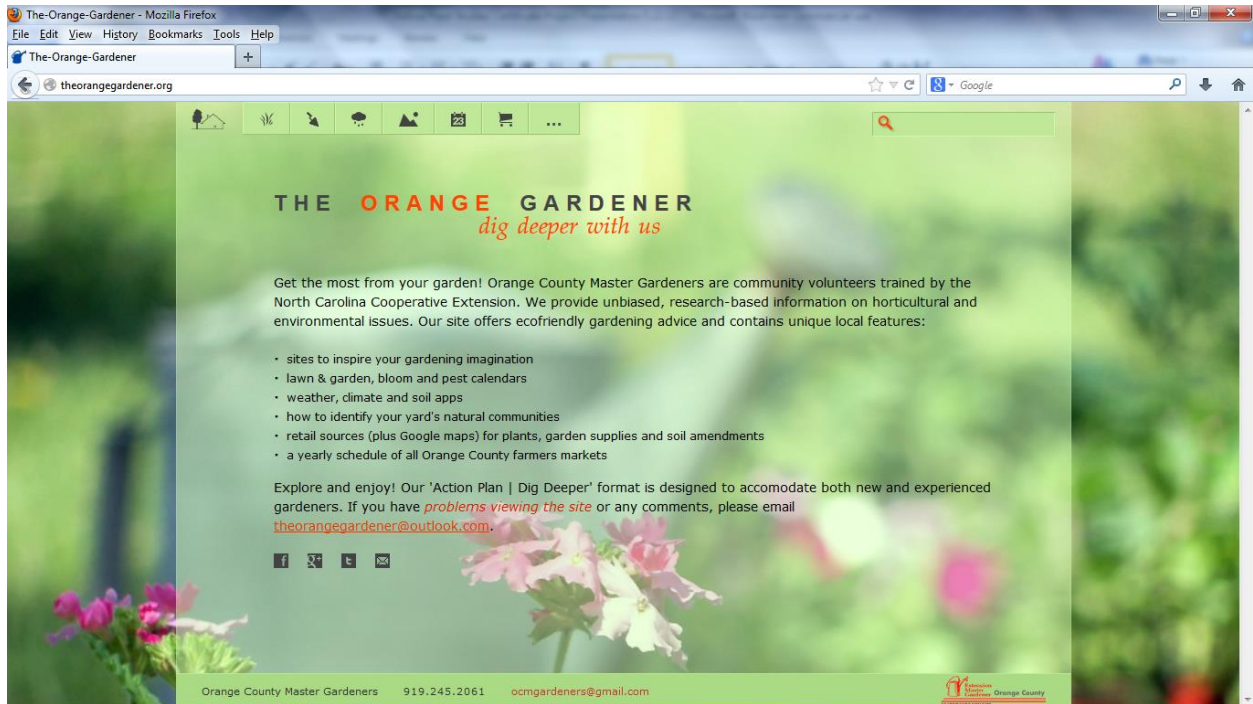 The-Orange-Gardener - Mozilla Firefox
File Edit View History Bookmarks Tools Help
The-Orange-Gardener +
theorangegardener.org
Google
23
...
THE ORANGE GARDENER
dig deeper with us
Get the most from your garden! Orange County Master Gardeners are community volunteers trained by the
North Carolina Cooperative Extension. We provide unbiased, research-based information on horticultural and
environmental issues. Our site offers ecofriendly gardening advice and contains unique local features:
• sites to inspire your gardening imagination
• lawn & garden, bloom and pest calendars
• weather, climate and soil apps
• how to identify your yard's natural communities
• retail sources (plus Google maps) for plants, garden supplies and soil amendments
• a yearly schedule of all Orange County farmers markets
Explore and enjoy! Our 'Action Plan | Dig Deeper' format is designed to accomodate both new and experienced
gardeners. If you have problems viewing the site or any comments, please email
theorangegardener@outlook.com.
Orange County Master Gardeners 919.245.2061 ocmgardeners@gmail.com
Extension
Master
Gardener Orange County